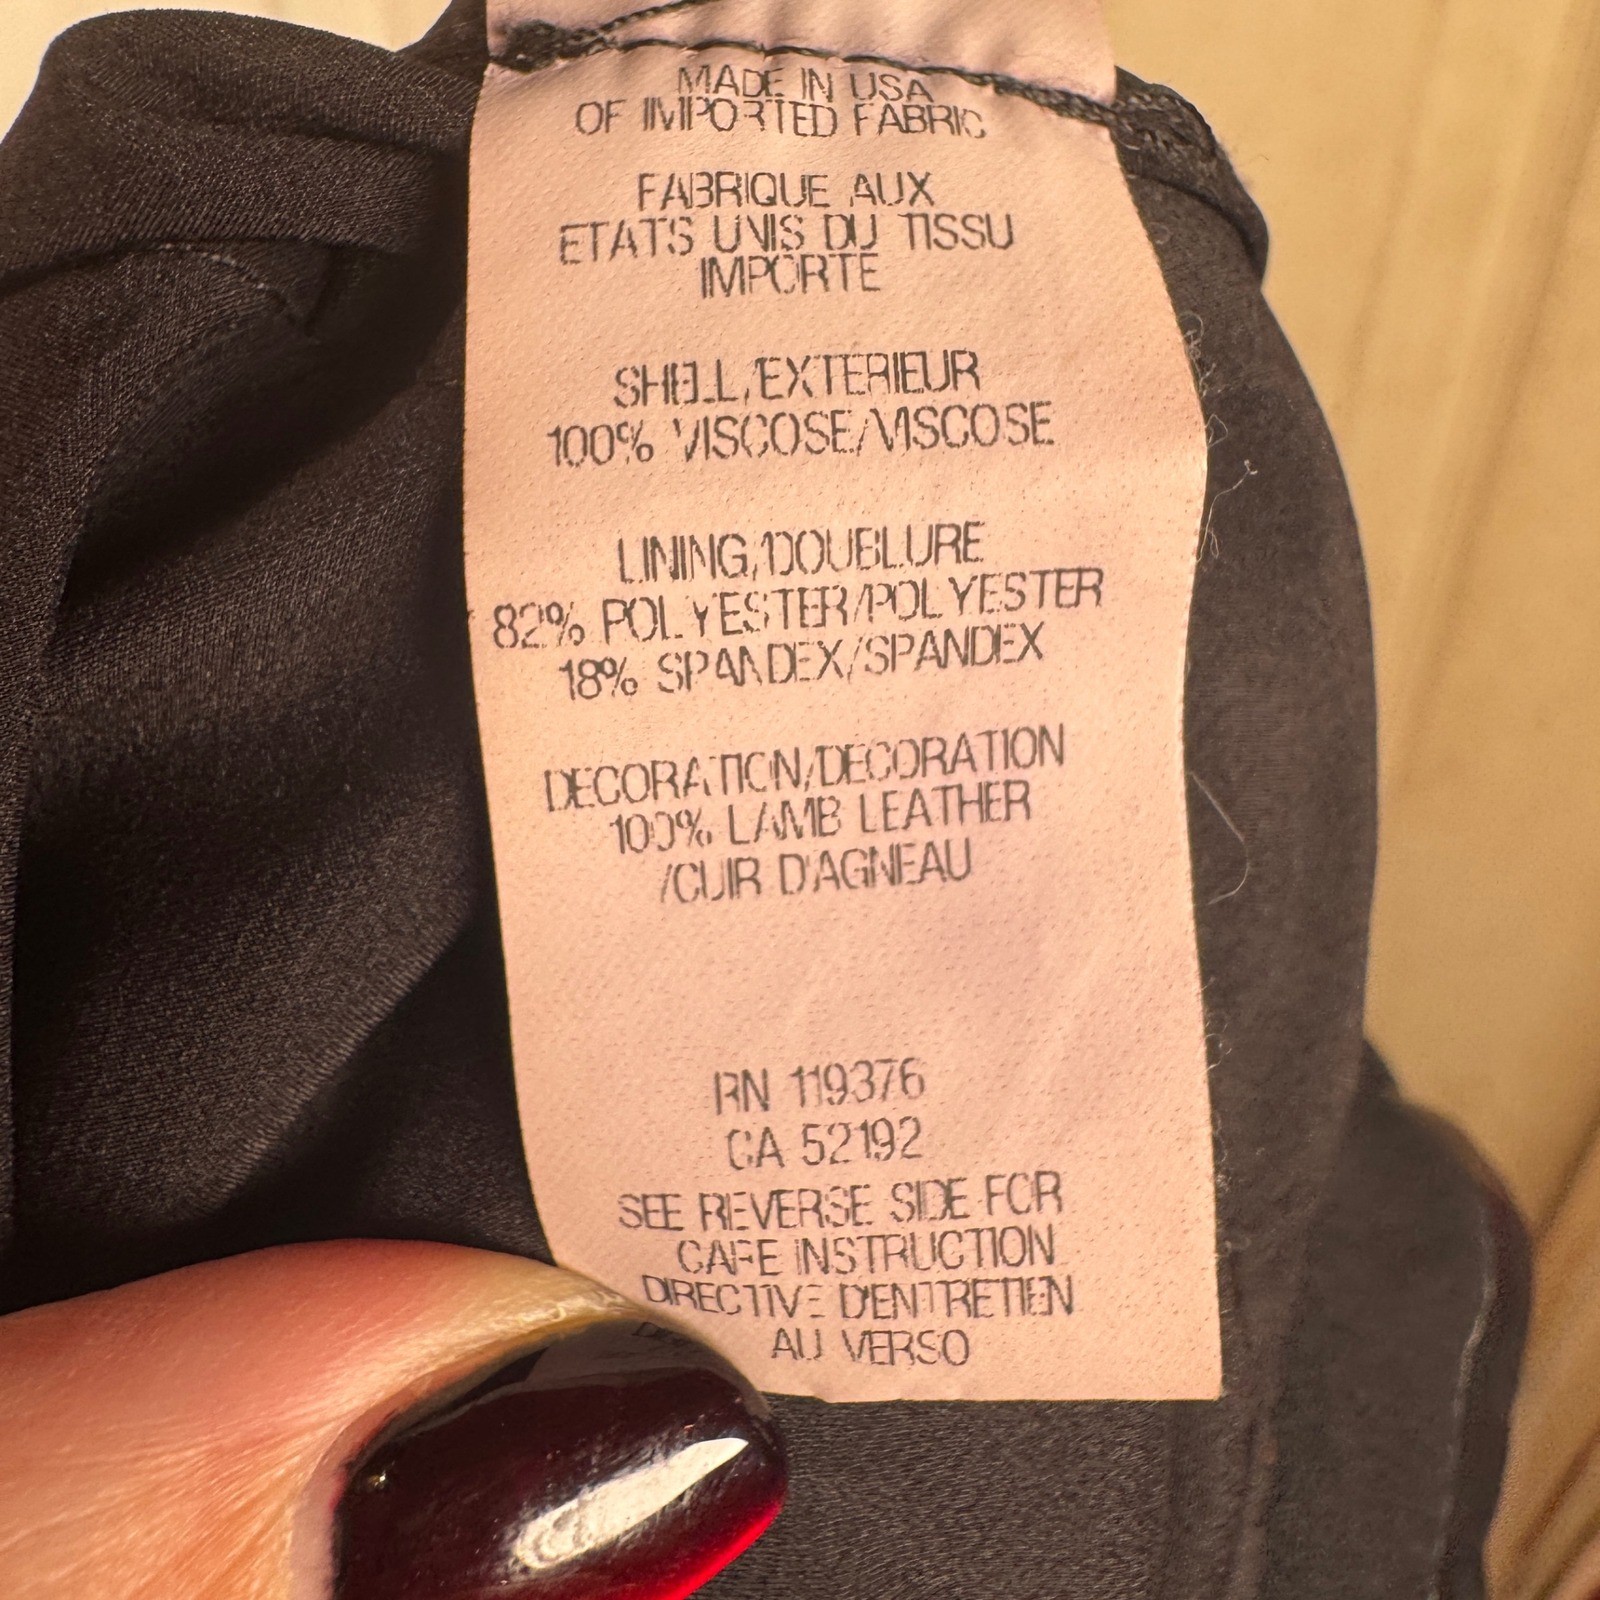 MADE IN USA
OF IMPORTED FABRIC
FABRIQUE AUX
ETATS UNIS DU TISSU
IMPORTE
SHELL/EXTERIEUR
100% VISCOSE/VISCOSE
LINING/DOUBLURE
82% POLYESTER/POLYESTER
18% SPANDEX/SPANDEX
DECORATION/DECORATION
100% LAMB LEATHER
/CUIR D'AGNEAU
RN 119376
CA 52192
SEE REVERSE SIDE FOR
CARE INSTRUCTION
DIRECTIVE D'ENTRETIEN
AU VERSO